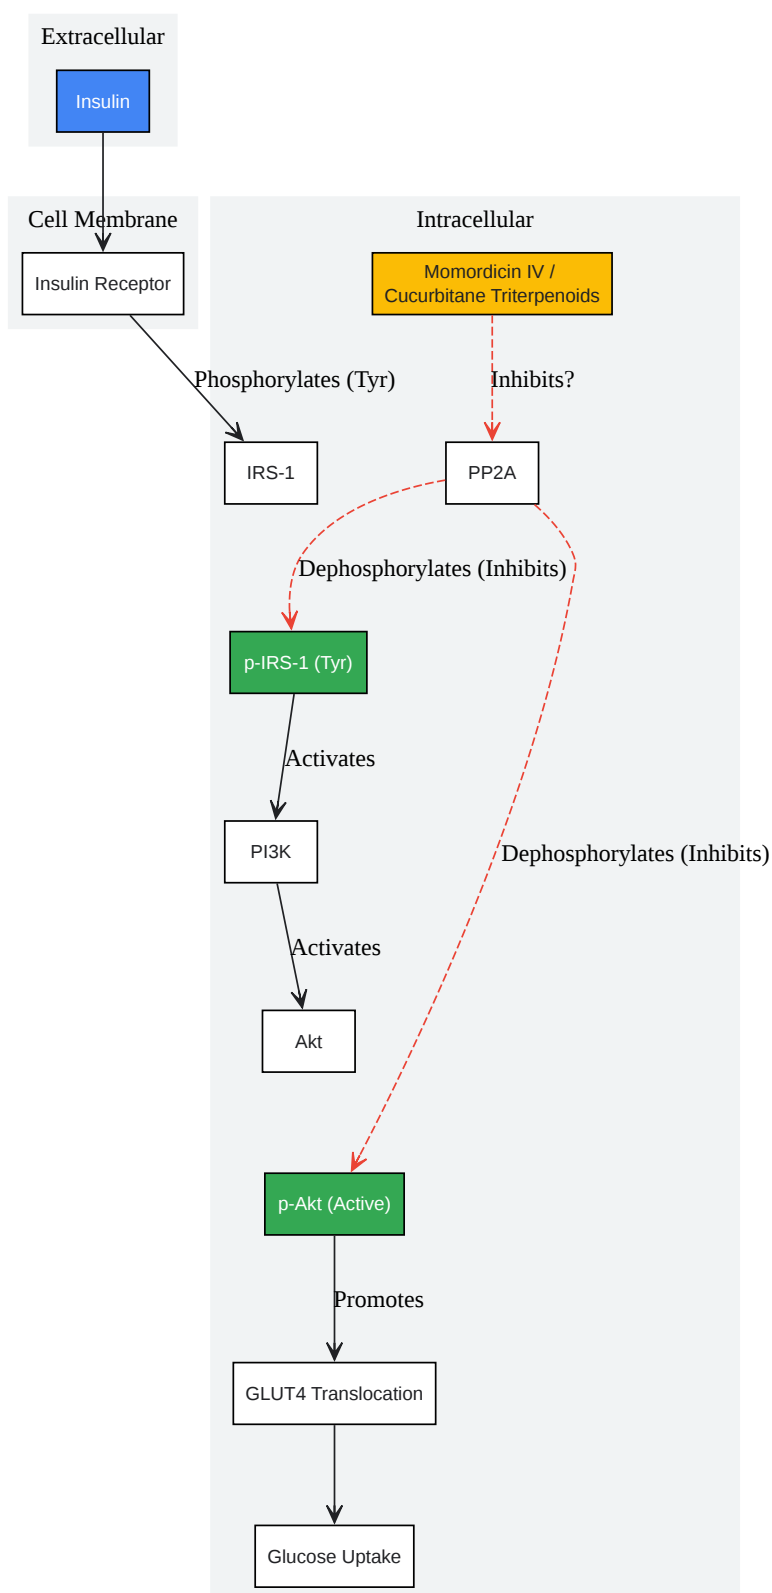 Extracellular
Insulin
Cell Membrane
Intracellular
Insulin Receptor
Momordicin IV /
Cucurbitane Triterpenoids
Phosphorylates (Tyr)
Inhibits?
IRS-1
PP2A
Dephosphorylates (Inhibits)
p-IRS-1 (Tyr)
Activates
PI3K
Dephosphorylates (Inhibits)
Activates
Akt
p-Akt (Active)
Promotes
GLUT4 Translocation
Glucose Uptake